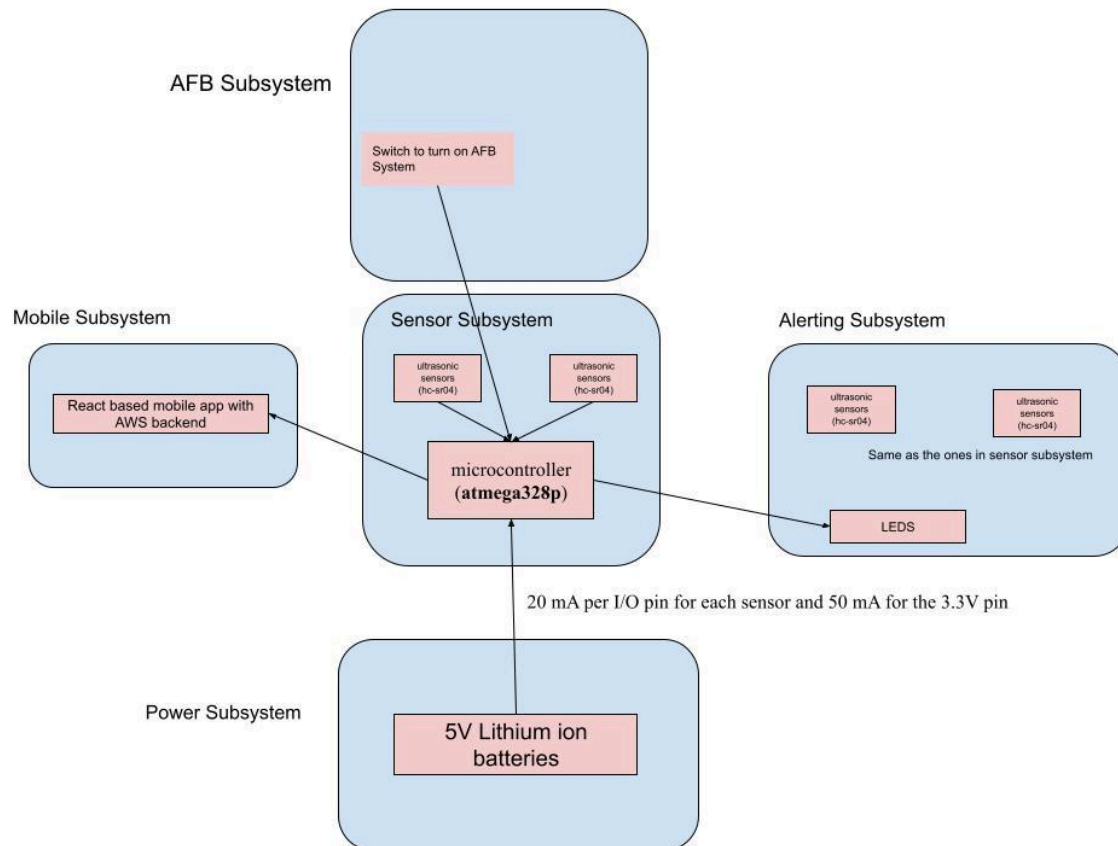 AFB Subsystem
Switch to turn on AFB
System
Mobile Subsystem
React based mobile app with
AWS backend
Sensor Subsystem
ultrasonic
sensors
(hc-sr04)
ultrasonic
sensors
(hc-sr04)
microcontroller
(atmega328p)
Alerting Subsystem
ultrasonic
sensors
(hc-sr04)
ultrasonic
sensors
(hc-sr04)
Same as the ones in sensor subsystem
LEDS
20 mA per I/O pin for each sensor and 50 mA for the 3.3V pin
Power Subsystem
5V Lithium ion
batteries